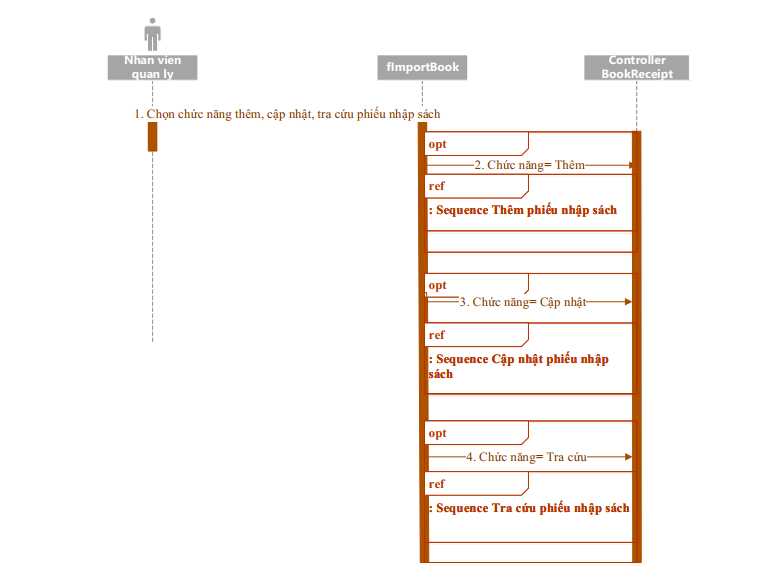 Nhan vien
quan ly
fImportBook
Controller
BookReceipt
1. Chọn chức năng thêm, cập nhật, tra cứu phiếu nhập sách
opt
2. Chức năng= Thêm
ref
: Sequence Thêm phiếu nhập sách
opt
3. Chức năng= Cập nhật
ref
: Sequence Cập nhật phiếu nhập
sách
opt
4. Chức năng= Tra cứu
ref
: Sequence Tra cứu phiếu nhập sách